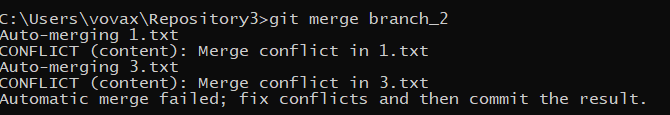 C:\Users\vovax\Repository3>git merge branch_2
Auto-merging 1.txt
CONFLICT (content): Merge conflict in 1.txt
Auto-merging 3.txt
CONFLICT (content): Merge conflict in 3.txt
Automatic merge failed; fix conflicts and then commit the result.